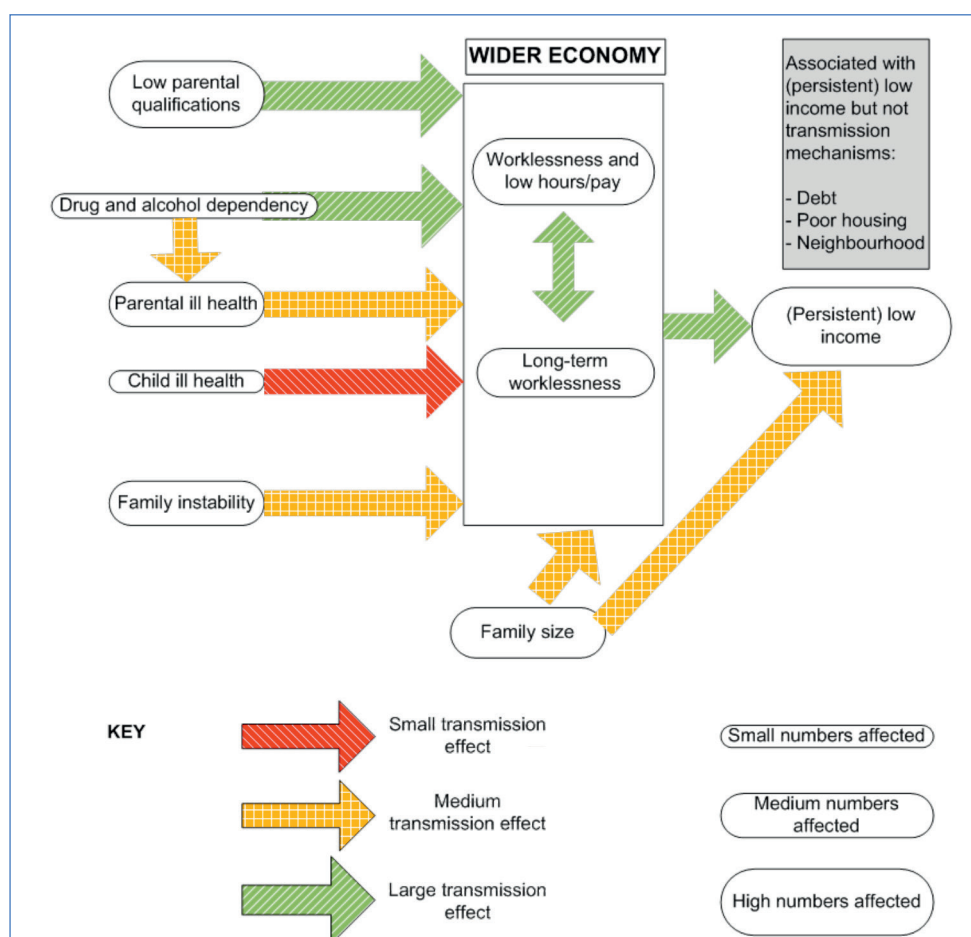 WIDER ECONOMY
Associated with
(persistent) low
income but not
transmission
mechanisms:
- Debt
- Poor housing
- Neighbourhood
Low parental
qualifications
Worklessness and
low hours/pay
Drug and alcohol dependency
Parental ill health
(Persistent) low
income
Child ill health
Long-term
worklessness
Family instability
Family size
KEY
Small transmission
effect
Small numbers affected
Medium
transmission effect
Medium numbers
affected
Large transmission
effect
High numbers affected